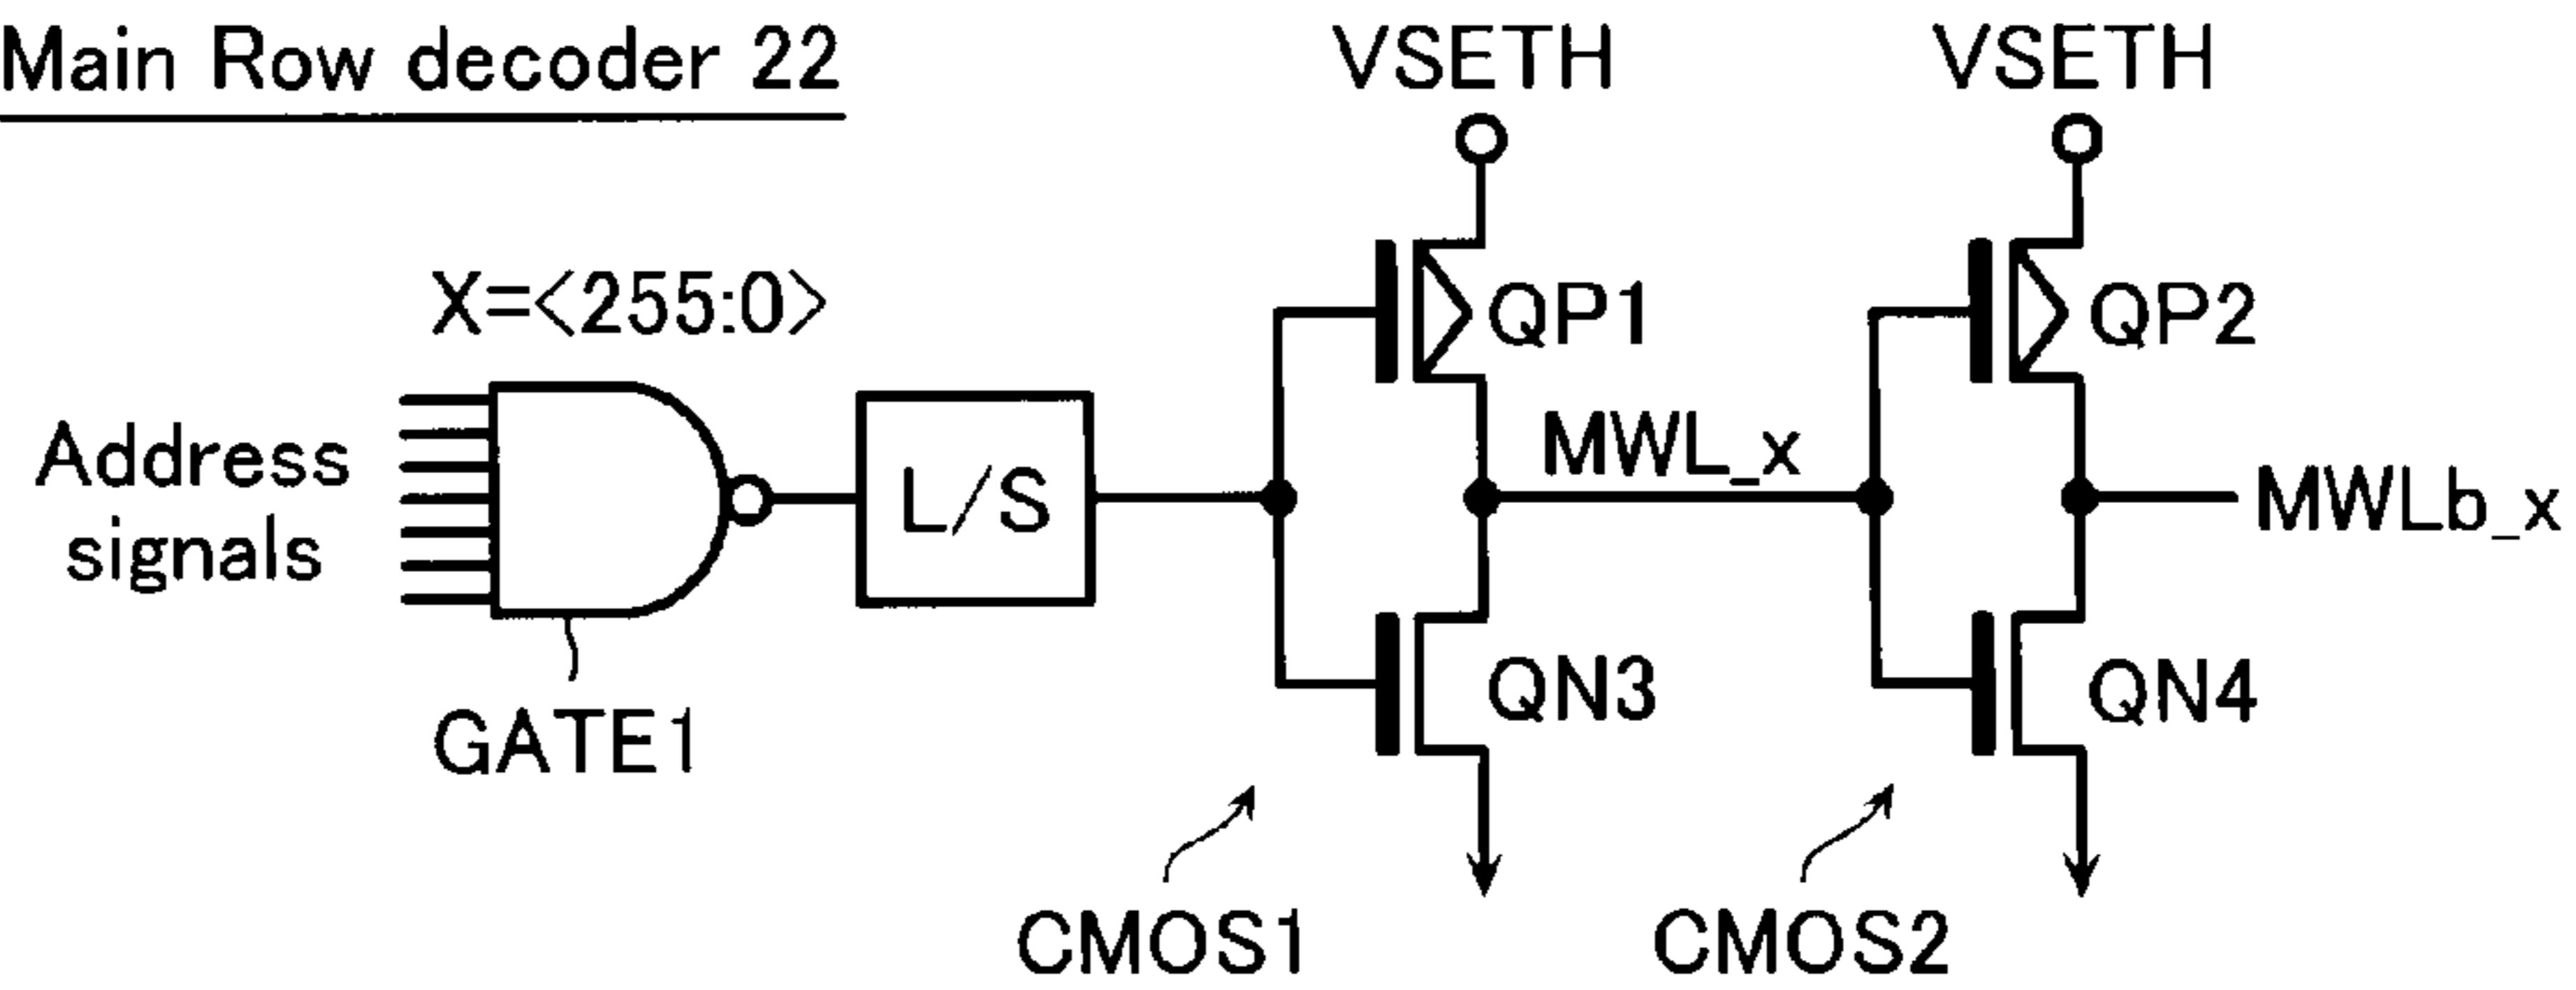 Main Row decoder 22
VSETH
VSETH
X=<255:0>
QP1
QP2
Address
signals
L/S
MWL_x
MWLb_x
GATE1
QN3
QN4
CMOS1
CMOS2